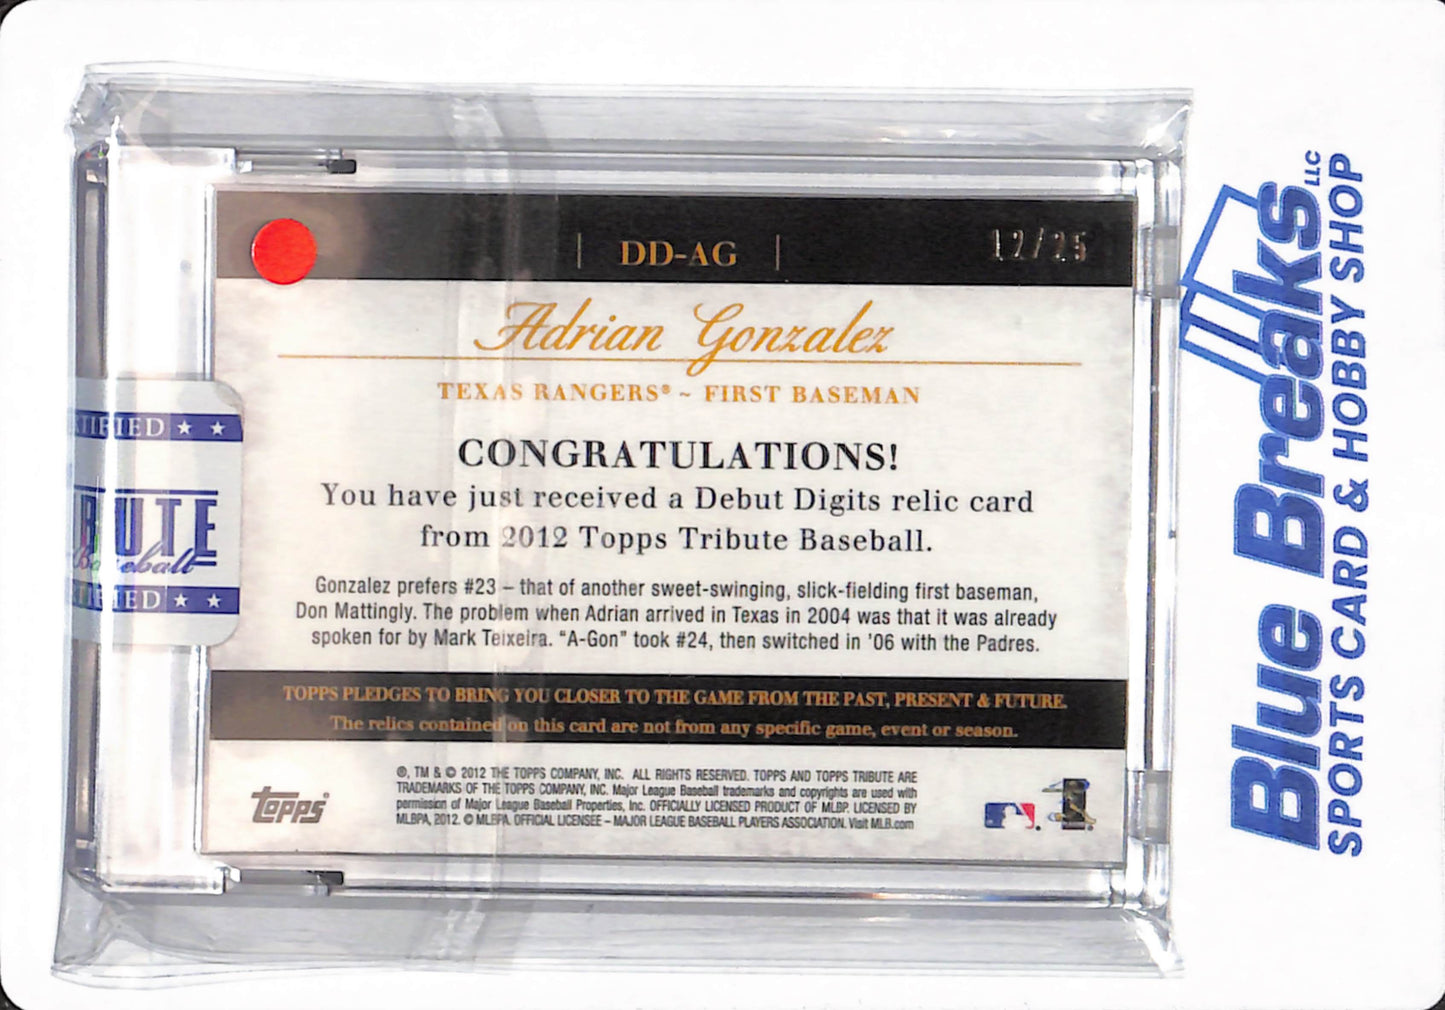 DD-AG
12/25
Adrian Gonzalez
TEXAS RANGERS® ~ FIRST BASEMAN
CONGRATULATIONS!
You have just received a Debut Digits relic card
from 2012 Topps Tribute Baseball.
Gonzalez prefers #23 – that of another sweet-swinging, slick-fielding first baseman,
Don Mattingly. The problem when Adrian arrived in Texas in 2004 was that it was already
spoken for by Mark Teixeira. "A-Gon" took #24, then switched in '06 with the Padres.
TOPPS PLEDGES TO BRING YOU CLOSER TO THE GAME FROM THE PAST, PRESENT & FUTURE.
The relics contained on this card are not from any specific game, event or season.
®, TM & © 2012 THE TOPPS COMPANY, INC. ALL RIGHTS RESERVED. TOPPS AND TOPPS TRIBUTE ARE
TRADEMARKS OF THE TOPPS COMPANY, INC. Major League Baseball trademarks and copyrights are used with
permission of Major League Baseball Properties, Inc. OFFICIALLY LICENSED PRODUCT OF MLBP. LICENSED BY
MLBPA, 2012. © MLBPA. OFFICIAL LICENSEE – MAJOR LEAGUE BASEBALL PLAYERS ASSOCIATION. Visit MLB.com
topps
TIFIED ★ ★
BUTE
Baseball
TIFIED ★ ★
Blue Breaks LLC
SPORTS CARD & HOBBY SHOP